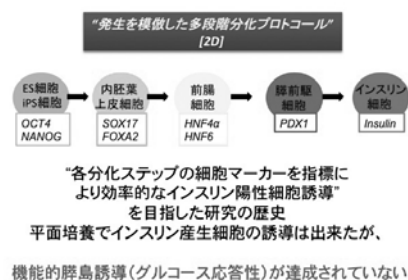 “発生を模倣した多段階分化プロトコール”
[2D]
ES細胞
iPS細胞
OCT4
NANOG
内胚葉
上皮細胞
SOX17
FOXA2
前腸
細胞
HNF4α
HNF6
膵前駆
細胞
PDX1
インスリン
細胞
Insulin
“各分化ステップの細胞マーカーを指標に
より効率的なインスリン陽性細胞誘導”
を目指した研究の歴史
平面培養でインスリン産生細胞の誘導は出来たが、
機能的膵島誘導(グルコース応答性)が達成されていない